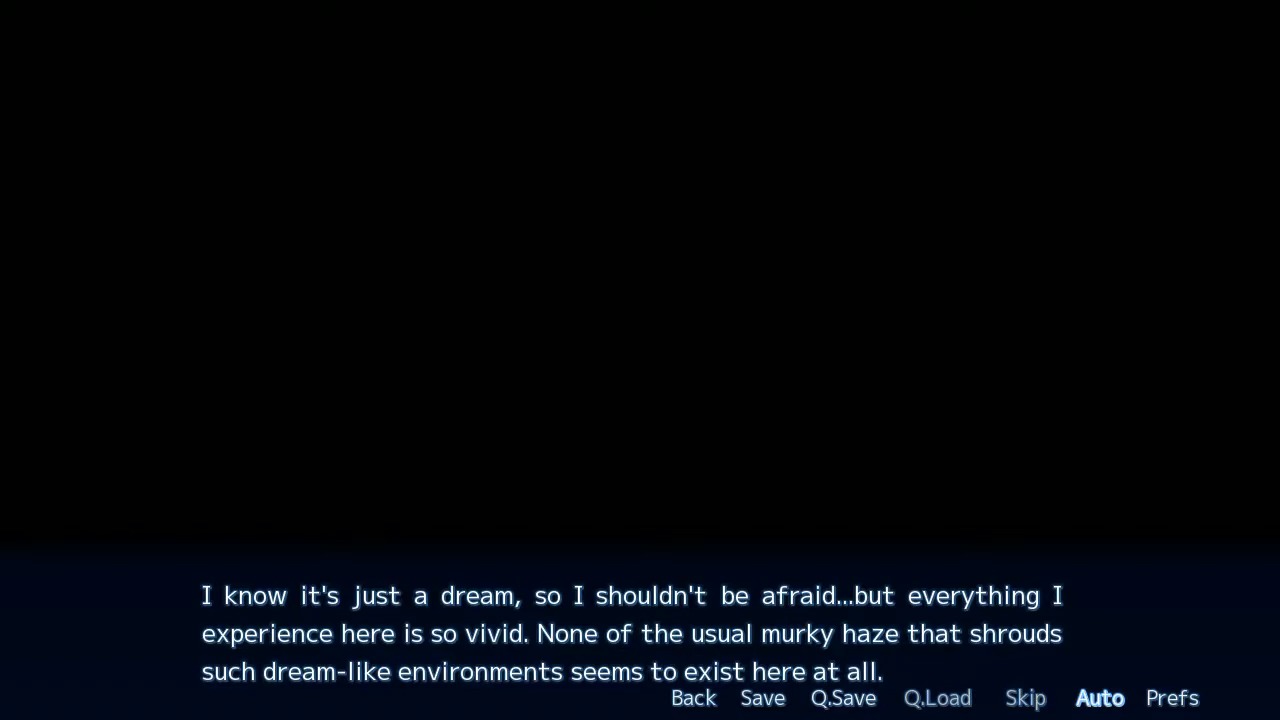 I know it's just a dream, so I shouldn't be afraid...but everything I
experience here is so vivid. None of the usual murky haze that shrouds
such dream-like environments seems to exist here at all.
Back Save Q.Save Q.Load Skip Auto Prefs